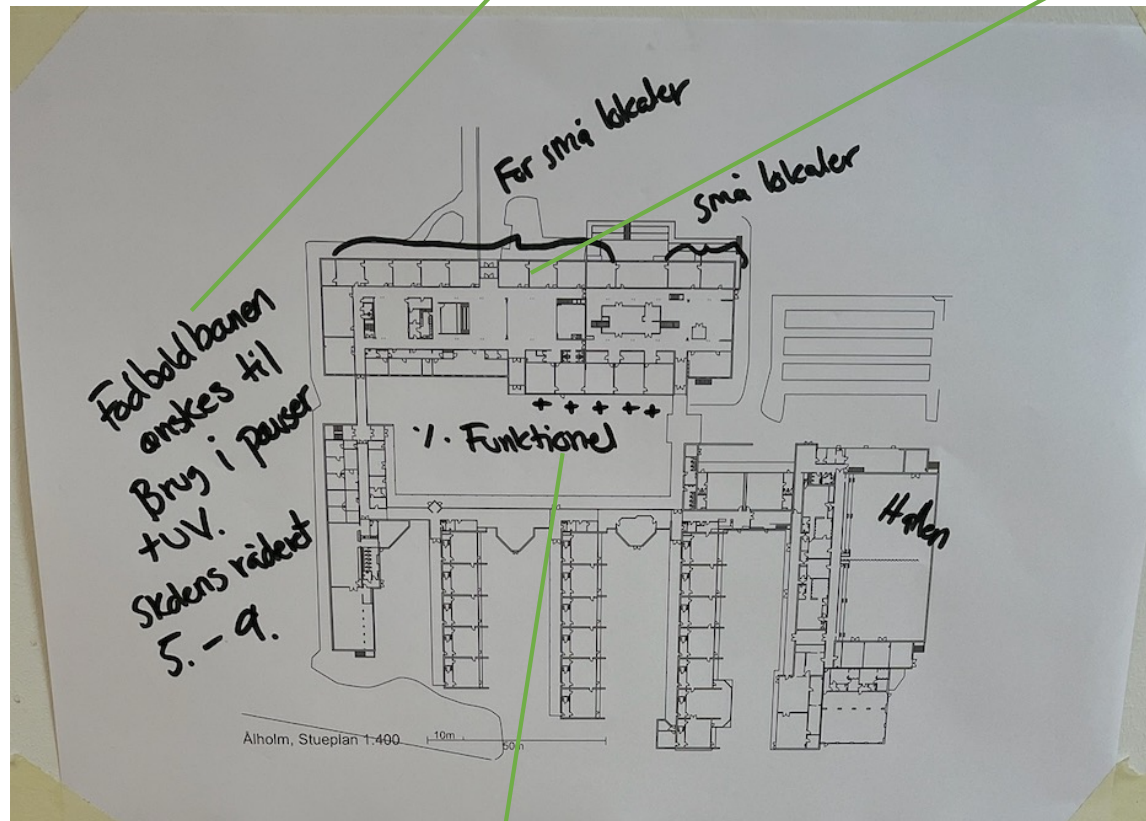 For små lokaler
små lokaler
Fodboldbanen
ønskes til
Brug i pauser
+UV.
skolens råderet
5.-9.
+ + + + +
·/. Funktionel
Hallen
Ålholm, Stueplan 1:400
10m
50m